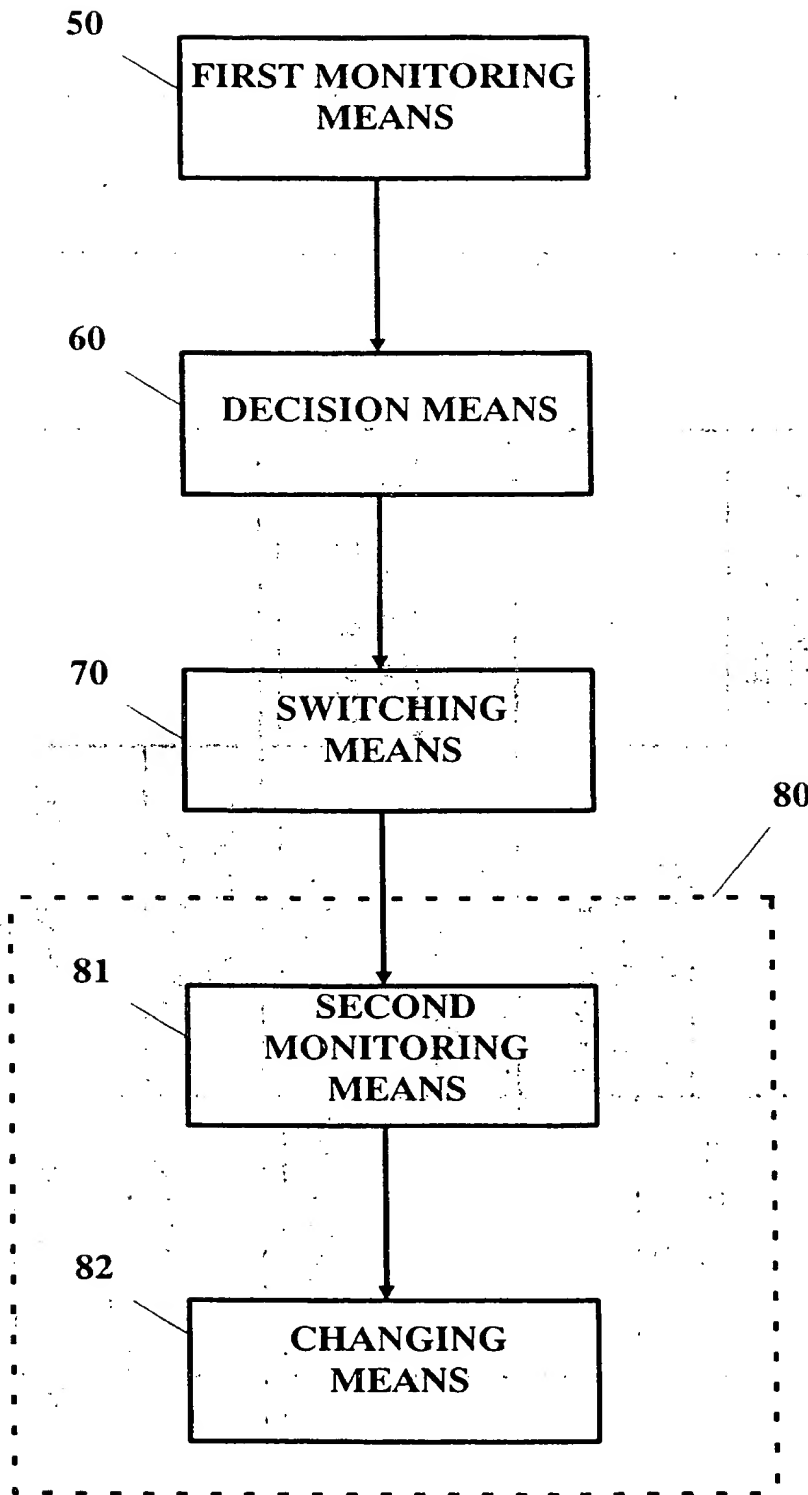 50
FIRST MONITORING
MEANS
60
DECISION MEANS
70
SWITCHING
MEANS
80
81
SECOND
MONITORING
MEANS
82
CHANGING
MEANS